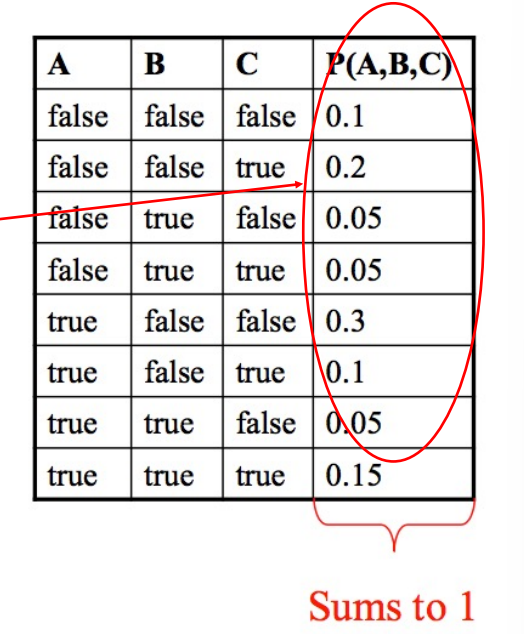 A B C P(A,B,C)
false false false 0.1
false false true 0.2
false true false 0.05
false true true 0.05
true false false 0.3
true false true 0.1
true true false 0.05
true true true 0.15
Sums to 1